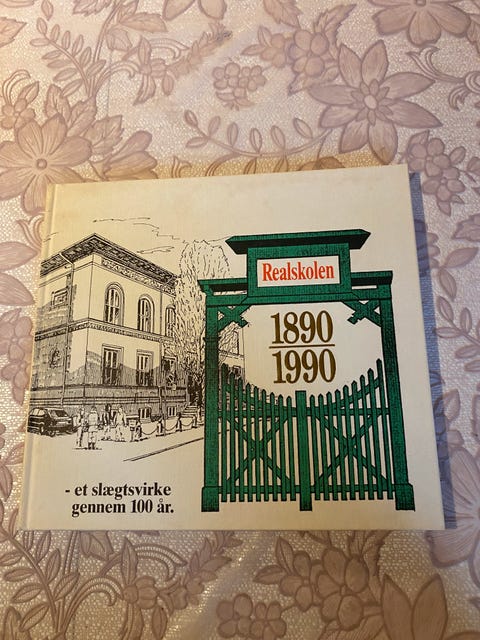 Realskolen
1890
1990
- et slægtsvirke
gennem 100 år.